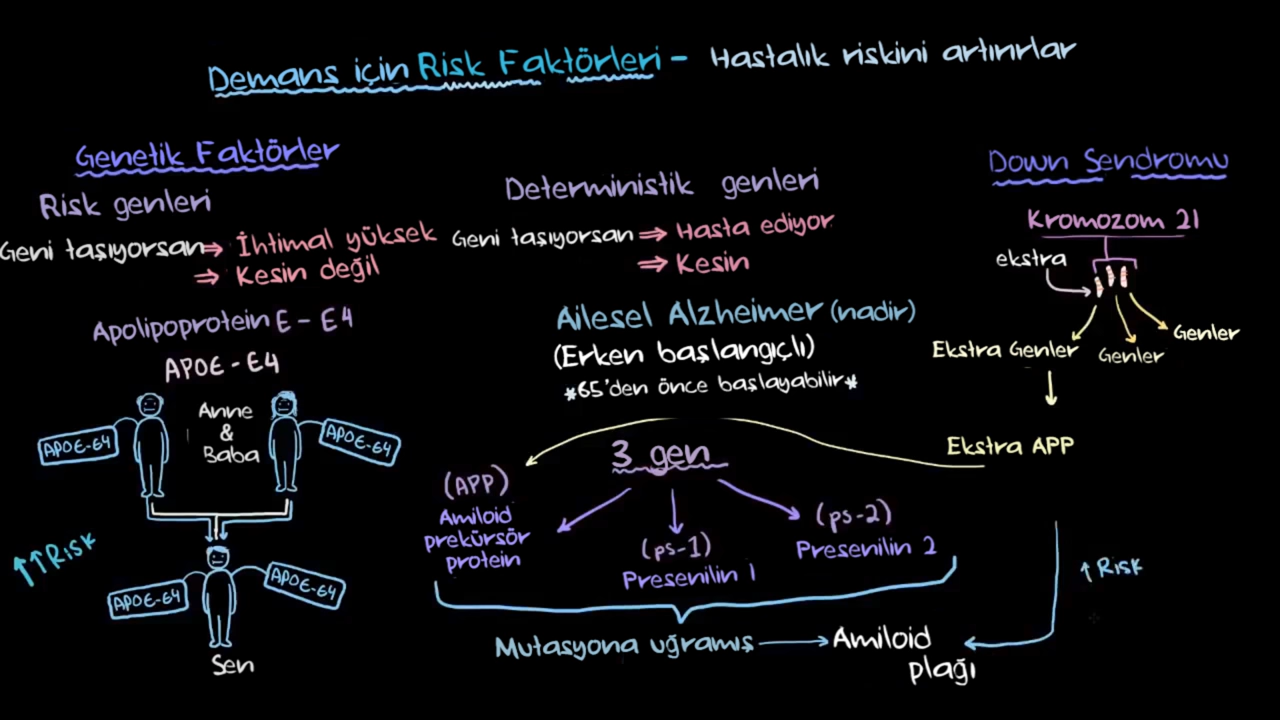 Demans için Risk Faktörleri - Hastalık riskini artırırlar
Genetik Faktörler
Risk genleri
Geni taşıyorsan ⇒ İhtimal yüksek
⇒ Kesin değil
Apolipoprotein E - E4
APOE - E4
Anne
&
Baba
APOE-E4
APOE-E4
↑↑Risk
APOE-E4
APOE-E4
Sen
Deterministik genleri
Geni taşıyorsan ⇒ Hasta ediyor
⇒ Kesin
Ailesel Alzheimer (nadir)
(Erken başlangıçlı)
*65'den önce başlayabilir*
3 gen
(APP)
Amiloid
prekürsör
protein
(ps-1)
Presenilin 1
(ps-2)
Presenilin 2
Mutasyona uğramış → Amiloid
plağı
Down Sendromu
Kromozom 21
ekstra
Ekstra Genler
Genler
Genler
Ekstra APP
↑ Risk